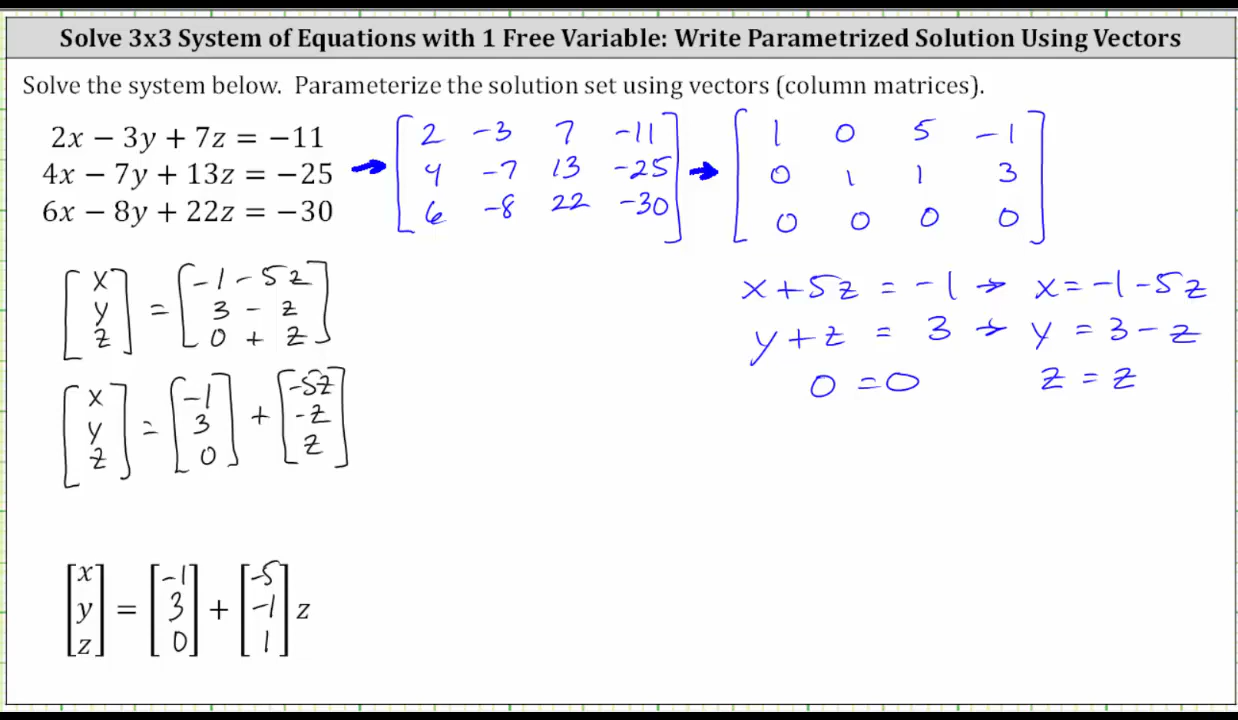 Solve 3x3 System of Equations with 1 Free Variable: Write Parametrized Solution Using Vectors
Solve the system below. Parameterize the solution set using vectors (column matrices).
2x − 3y + 7z = −11
4x − 7y + 13z = −25
6x − 8y + 22z = −30
[2 -3 7 -11
4 -7 13 -25
6 -8 22 -30]
[1 0 5 -1
0 1 1 3
0 0 0 0]
x+5z = -1 → x=-1-5z
y+z = 3 → y = 3-z
0 =0 z = z
[x y z] = [-1-5z 3-z 0+z]
[x y z] = [-1 3 0] + [-5z -z z]
[x y z] = [-1 3 0] + [-5 -1 1] z